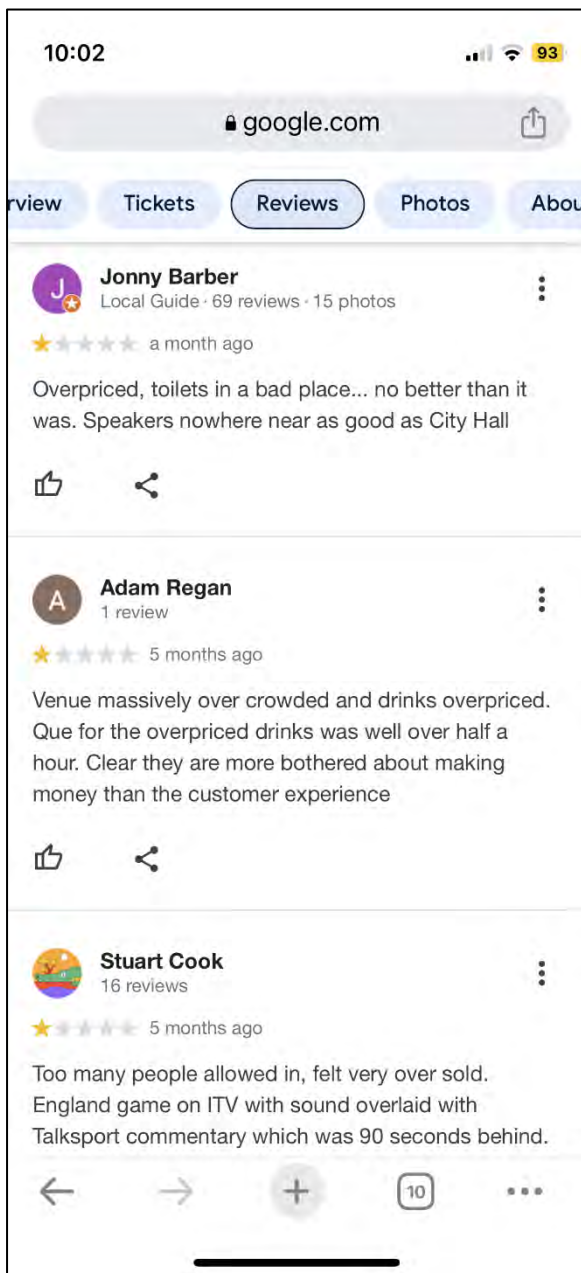 10:02
93
google.com
rview Tickets Reviews Photos Abou
J
Jonny Barber
Local Guide · 69 reviews · 15 photos
a month ago
Overpriced, toilets in a bad place... no better than it
was. Speakers nowhere near as good as City Hall
A
Adam Regan
1 review
5 months ago
Venue massively over crowded and drinks overpriced.
Que for the overpriced drinks was well over half a
hour. Clear they are more bothered about making
money than the customer experience
Stuart Cook
16 reviews
5 months ago
Too many people allowed in, felt very over sold.
England game on ITV with sound overlaid with
Talksport commentary which was 90 seconds behind.
10